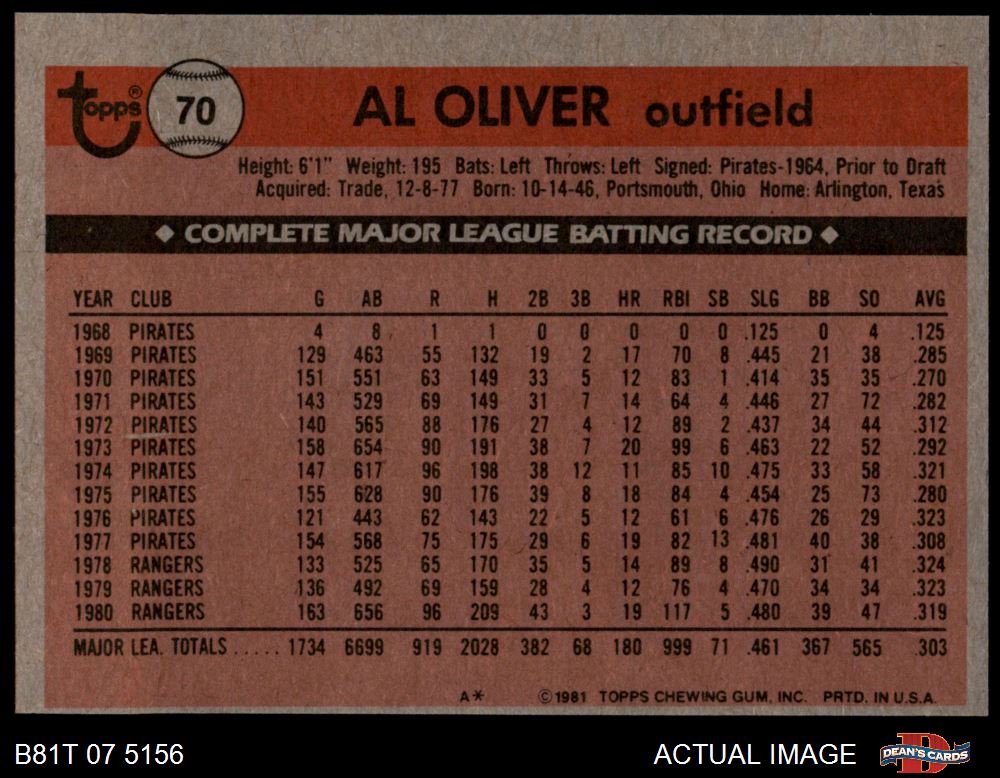 topps® 70 AL OLIVER outfield
Height: 6'1" Weight: 195 Bats: Left Throws: Left Signed: Pirates-1964, Prior to Draft
Acquired: Trade, 12-8-77 Born: 10-14-46, Portsmouth, Ohio Home: Arlington, Texas
◆ COMPLETE MAJOR LEAGUE BATTING RECORD ◆
YEAR CLUB G AB R H 2B 3B HR RBI SB SLG BB SO AVG
1968 PIRATES 4 8 1 1 0 0 0 0 0 .125 0 4 .125
1969 PIRATES 129 463 55 132 19 2 17 70 8 .445 21 38 .285
1970 PIRATES 151 551 63 149 33 5 12 83 1 .414 35 35 .270
1971 PIRATES 143 529 69 149 31 7 14 64 4 .446 27 72 .282
1972 PIRATES 140 565 88 176 27 4 12 89 2 .437 34 44 .312
1973 PIRATES 158 654 90 191 38 7 20 99 6 .463 22 52 .292
1974 PIRATES 147 617 96 198 38 12 11 85 10 .475 33 58 .321
1975 PIRATES 155 628 90 176 39 8 18 84 4 .454 25 73 .280
1976 PIRATES 121 443 62 143 22 5 12 61 6 .476 26 29 .323
1977 PIRATES 154 568 75 175 29 6 19 82 13 .481 40 38 .308
1978 RANGERS 133 525 65 170 35 5 14 89 8 .490 31 41 .324
1979 RANGERS 136 492 69 159 28 4 12 76 4 .470 34 34 .323
1980 RANGERS 163 656 96 209 43 3 19 117 5 .480 39 47 .319
MAJOR LEA. TOTALS ..... 1734 6699 919 2028 382 68 180 999 71 .461 367 565 .303
A* ©1981 TOPPS CHEWING GUM, INC. PRTD. IN U.S.A.
B81T 07 5156 ACTUAL IMAGE DEAN'S CARDS